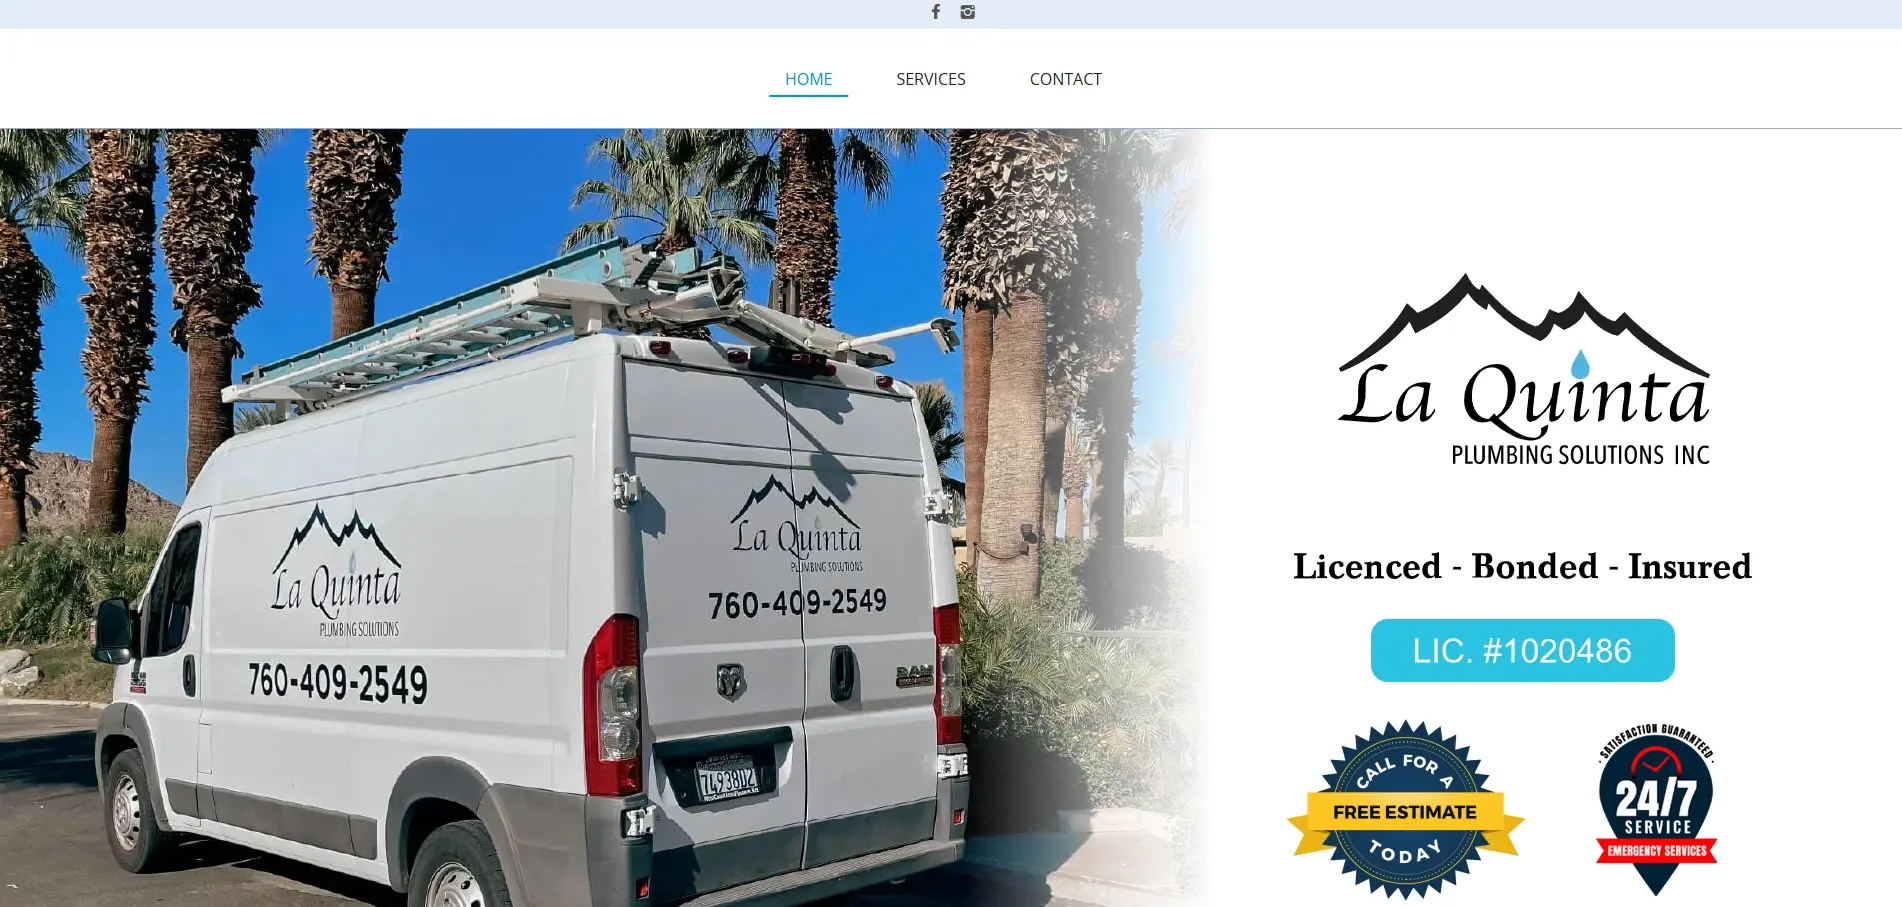 HOME
SERVICES
CONTACT
La Quinta
PLUMBING SOLUTIONS INC
Licenced - Bonded - Insured
LIC. #1020486
CALL FOR A
FREE ESTIMATE
TODAY
SATISFACTION GUARANTEED
24/7
SERVICE
EMERGENCY SERVICES
La Quinta
PLUMBING SOLUTIONS
760-409-2549
La Quinta
PLUMBING SOLUTIONS
760-409-2549
RAM